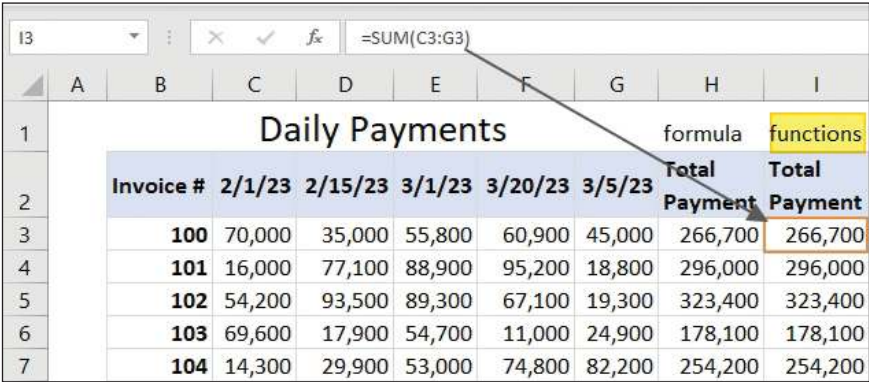 I3 fx =SUM(C3:G3)
A B C D E F G H I
1 Daily Payments formula functions
2 Invoice # 2/1/23 2/15/23 3/1/23 3/20/23 3/5/23 Total Payment Total Payment
3 100 70,000 35,000 55,800 60,900 45,000 266,700 266,700
4 101 16,000 77,100 88,900 95,200 18,800 296,000 296,000
5 102 54,200 93,500 89,300 67,100 19,300 323,400 323,400
6 103 69,600 17,900 54,700 11,000 24,900 178,100 178,100
7 104 14,300 29,900 53,000 74,800 82,200 254,200 254,200